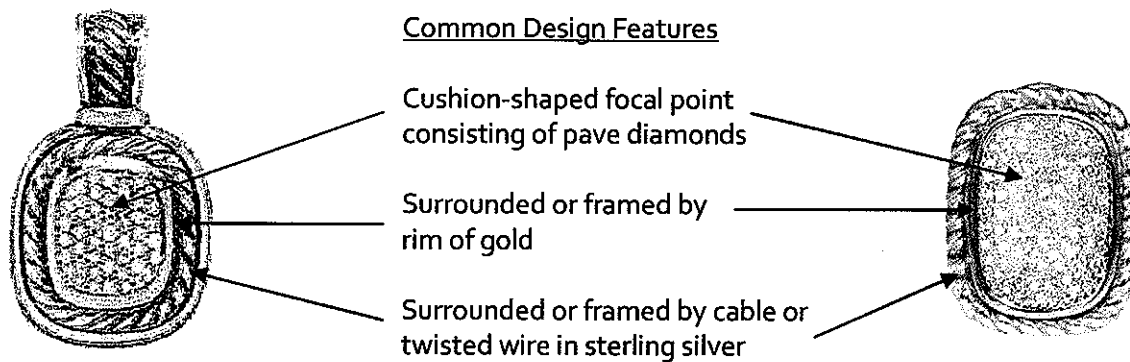 Common Design Features
Cushion-shaped focal point
consisting of pave diamonds
Surrounded or framed by
rim of gold
Surrounded or framed by cable or
twisted wire in sterling silver